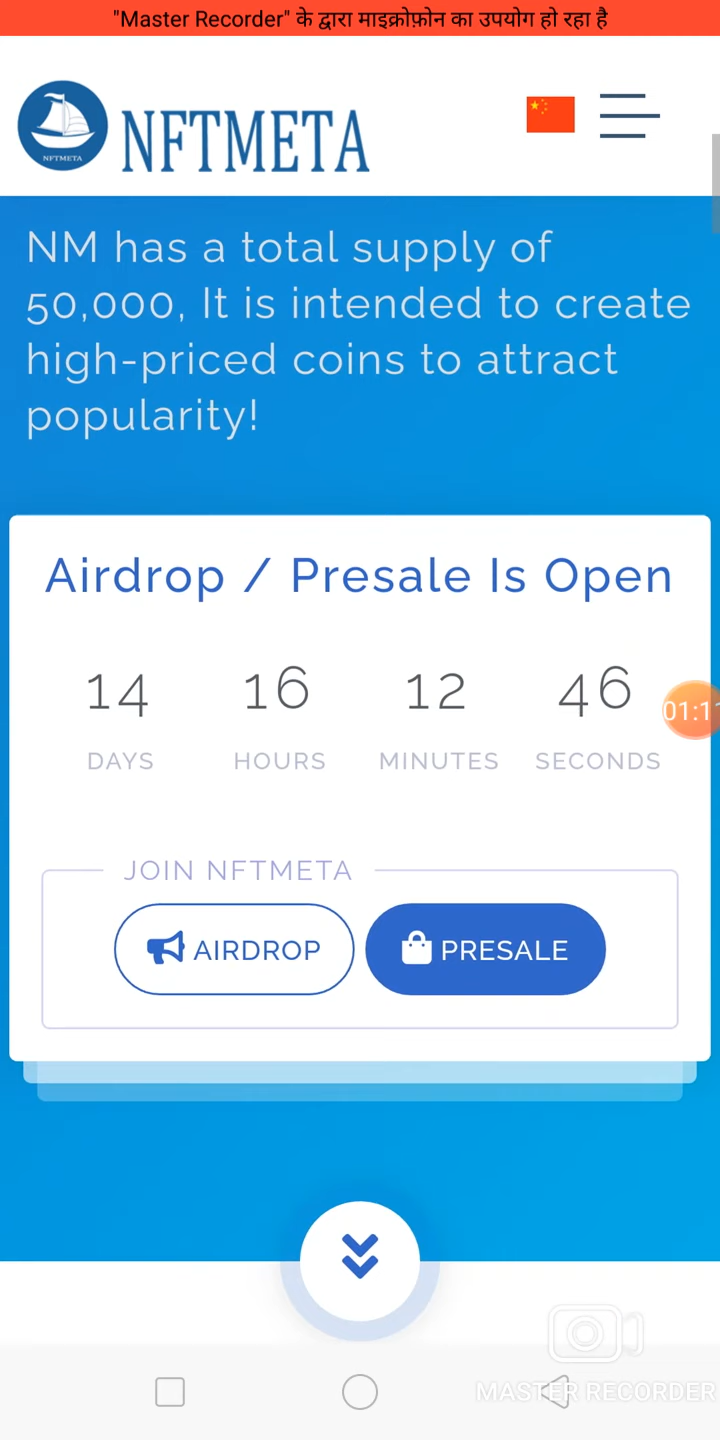 "Master Recorder" के द्वारा माइक्रोफ़ोन का उपयोग हो रहा है
NFTMETA
NFTMETA
NM has a total supply of
50,000, It is intended to create
high-priced coins to attract
popularity!
Airdrop / Presale Is Open
14 16 12 46
01:11
DAYS HOURS MINUTES SECONDS
JOIN NFTMETA
AIRDROP PRESALE
MASTER RECORDER